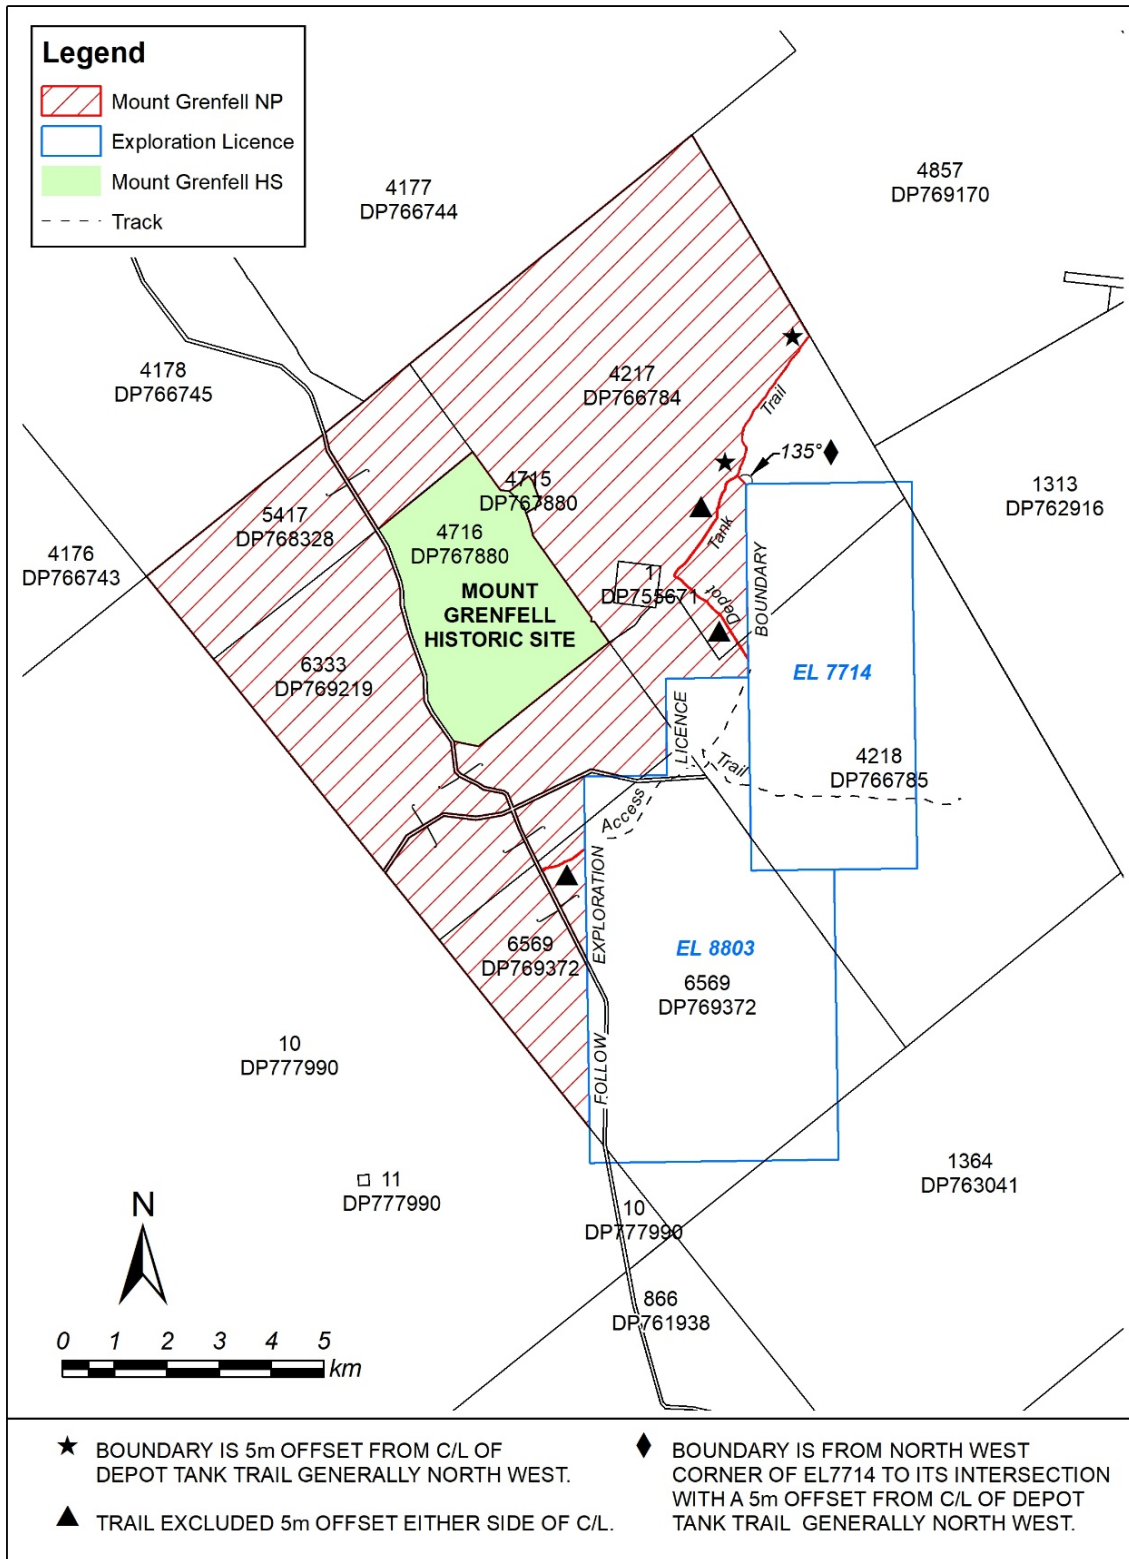 Legend
Mount Grenfell NP
Exploration Licence
Mount Grenfell HS
Track
4177
DP766744
4857
DP769170
4178
DP766745
4217
DP766784
Trail
135°
4715
DP767880
1313
DP762916
5417
DP768328
4716
DP767880
Tank
4176
DP766743
1
DP755671
Depot
BOUNDARY
MOUNT
GRENFELL
HISTORIC SITE
EL 7714
6333
DP769219
LICENCE
Trail
4218
DP766785
Access
EXPLORATION
6569
DP769372
EL 8803
6569
DP769372
10
DP777990
FOLLOW
11
DP777990
1364
DP763041
10
DP777990
866
DP761938
N
0 1 2 3 4 5
km
BOUNDARY IS 5m OFFSET FROM C/L OF
DEPOT TANK TRAIL GENERALLY NORTH WEST.
TRAIL EXCLUDED 5m OFFSET EITHER SIDE OF C/L.
BOUNDARY IS FROM NORTH WEST
CORNER OF EL7714 TO ITS INTERSECTION
WITH A 5m OFFSET FROM C/L OF DEPOT
TANK TRAIL GENERALLY NORTH WEST.